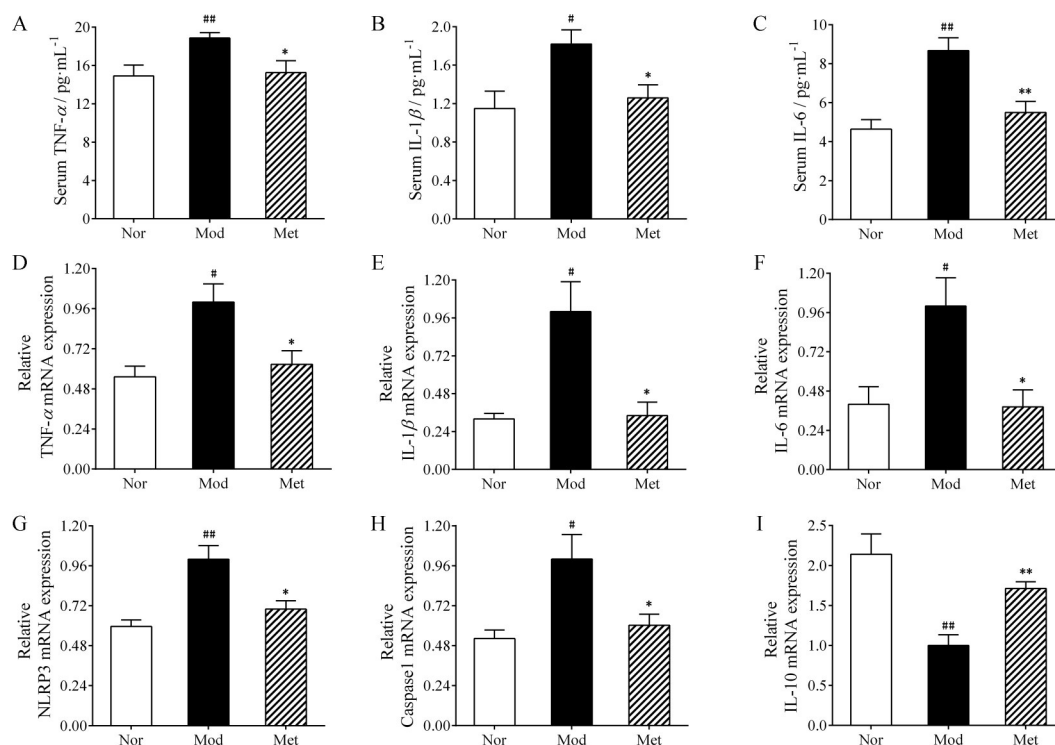 A
Serum TNF-α / pg·mL⁻¹
20
16
12
8
4
0
##
*
Nor Mod Met
B
Serum IL-1β / pg·mL⁻¹
2.0
1.6
1.2
0.8
0.4
0
#
*
Nor Mod Met
C
Serum IL-6 / pg·mL⁻¹
10
8
6
4
2
0
##
**
Nor Mod Met
D
Relative
TNF-α mRNA expression
1.20
0.96
0.72
0.48
0.24
0.00
#
*
Nor Mod Met
E
Relative
IL-1β mRNA expression
1.20
0.96
0.72
0.48
0.24
0.00
#
*
Nor Mod Met
F
Relative
IL-6 mRNA expression
1.20
0.96
0.72
0.48
0.24
0.00
#
*
Nor Mod Met
G
Relative
NLRP3 mRNA expression
1.20
0.96
0.72
0.48
0.24
0.00
##
*
Nor Mod Met
H
Relative
Caspase1 mRNA expression
1.20
0.96
0.72
0.48
0.24
0.00
#
*
Nor Mod Met
I
Relative
IL-10 mRNA expression
2.5
2.0
1.5
1.0
0.5
0.0
##
**
Nor Mod Met